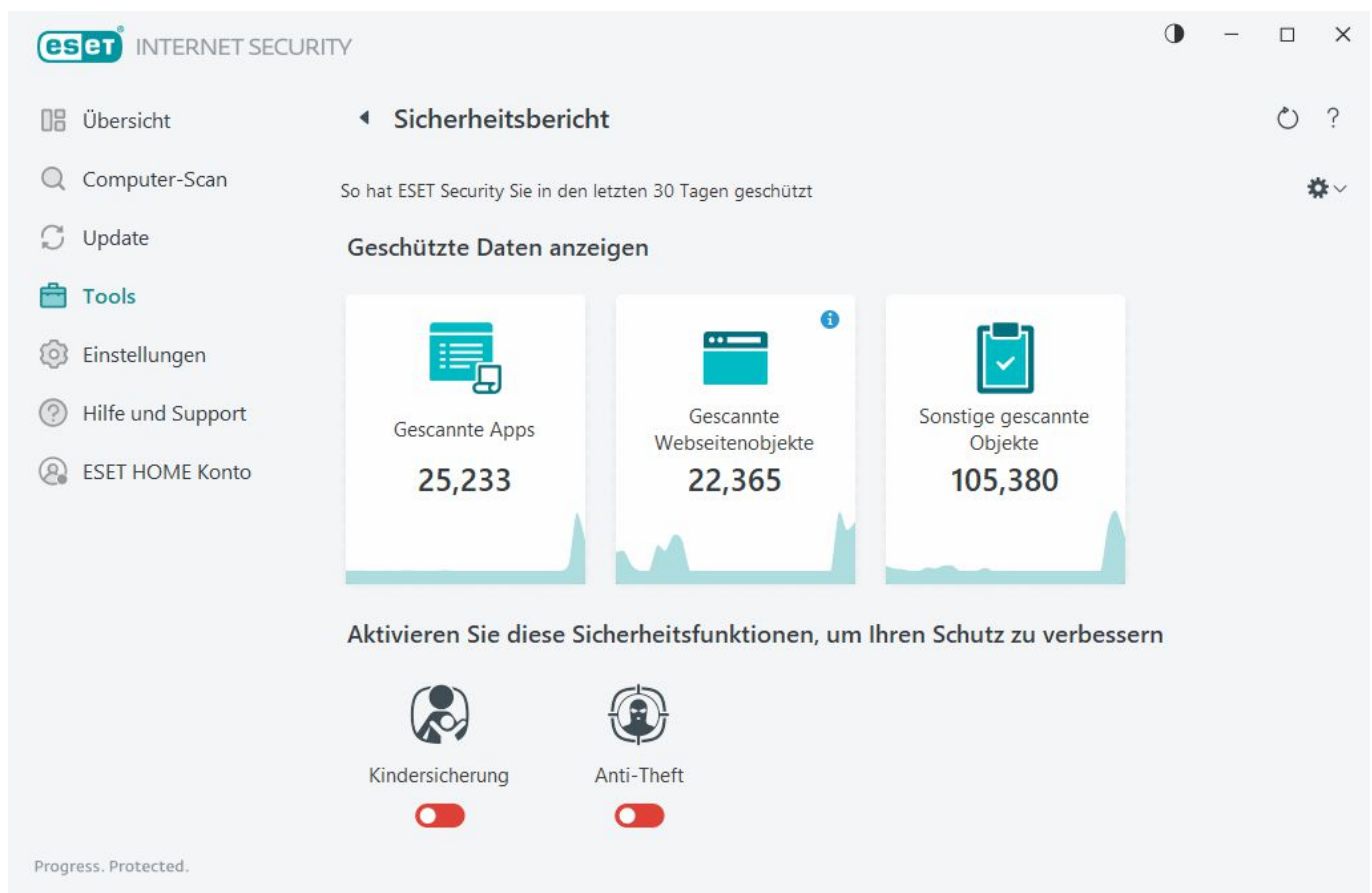 eset® INTERNET SECURITY
Übersicht
Computer-Scan
Update
Tools
Einstellungen
Hilfe und Support
ESET HOME Konto
Sicherheitsbericht
?
So hat ESET Security Sie in den letzten 30 Tagen geschützt
Geschützte Daten anzeigen
Gescannte Apps
25,233
Gescannte
Webseitenobjekte
22,365
Sonstige gescannte
Objekte
105,380
Aktivieren Sie diese Sicherheitsfunktionen, um Ihren Schutz zu verbessern
Kindersicherung
Anti-Theft
Progress. Protected.